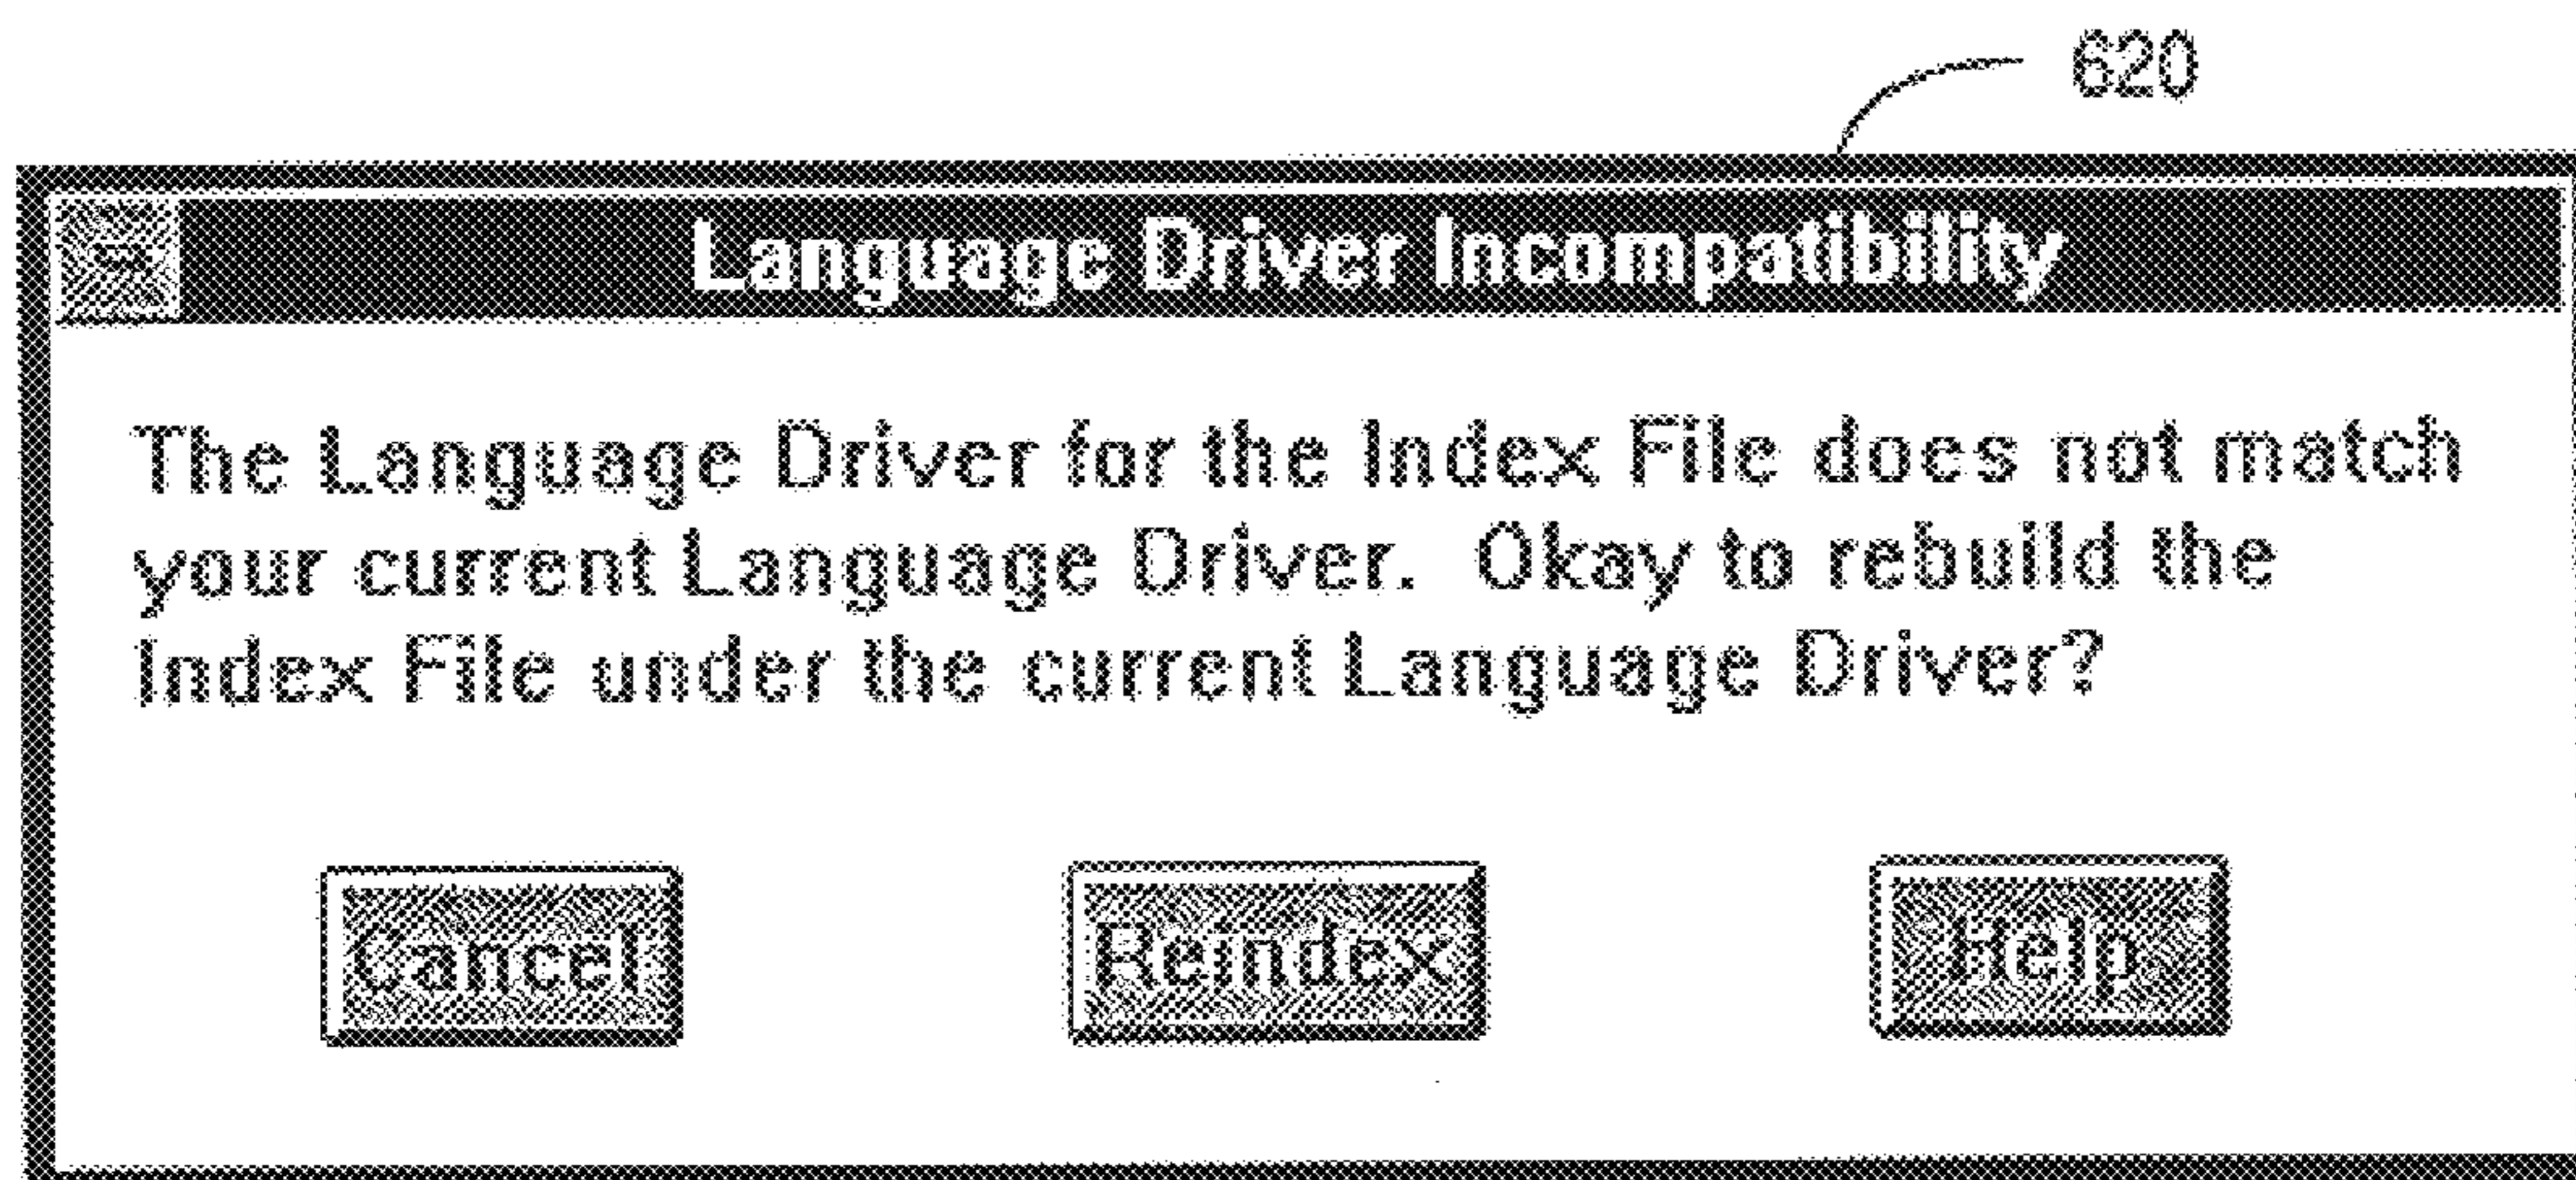 620
Language Driver Incompatibility
The Language Driver for the Index File does not match
your current Language Driver.  Okay to rebuild the
Index File under the current Language Driver?
Cancel
Reindex
Help